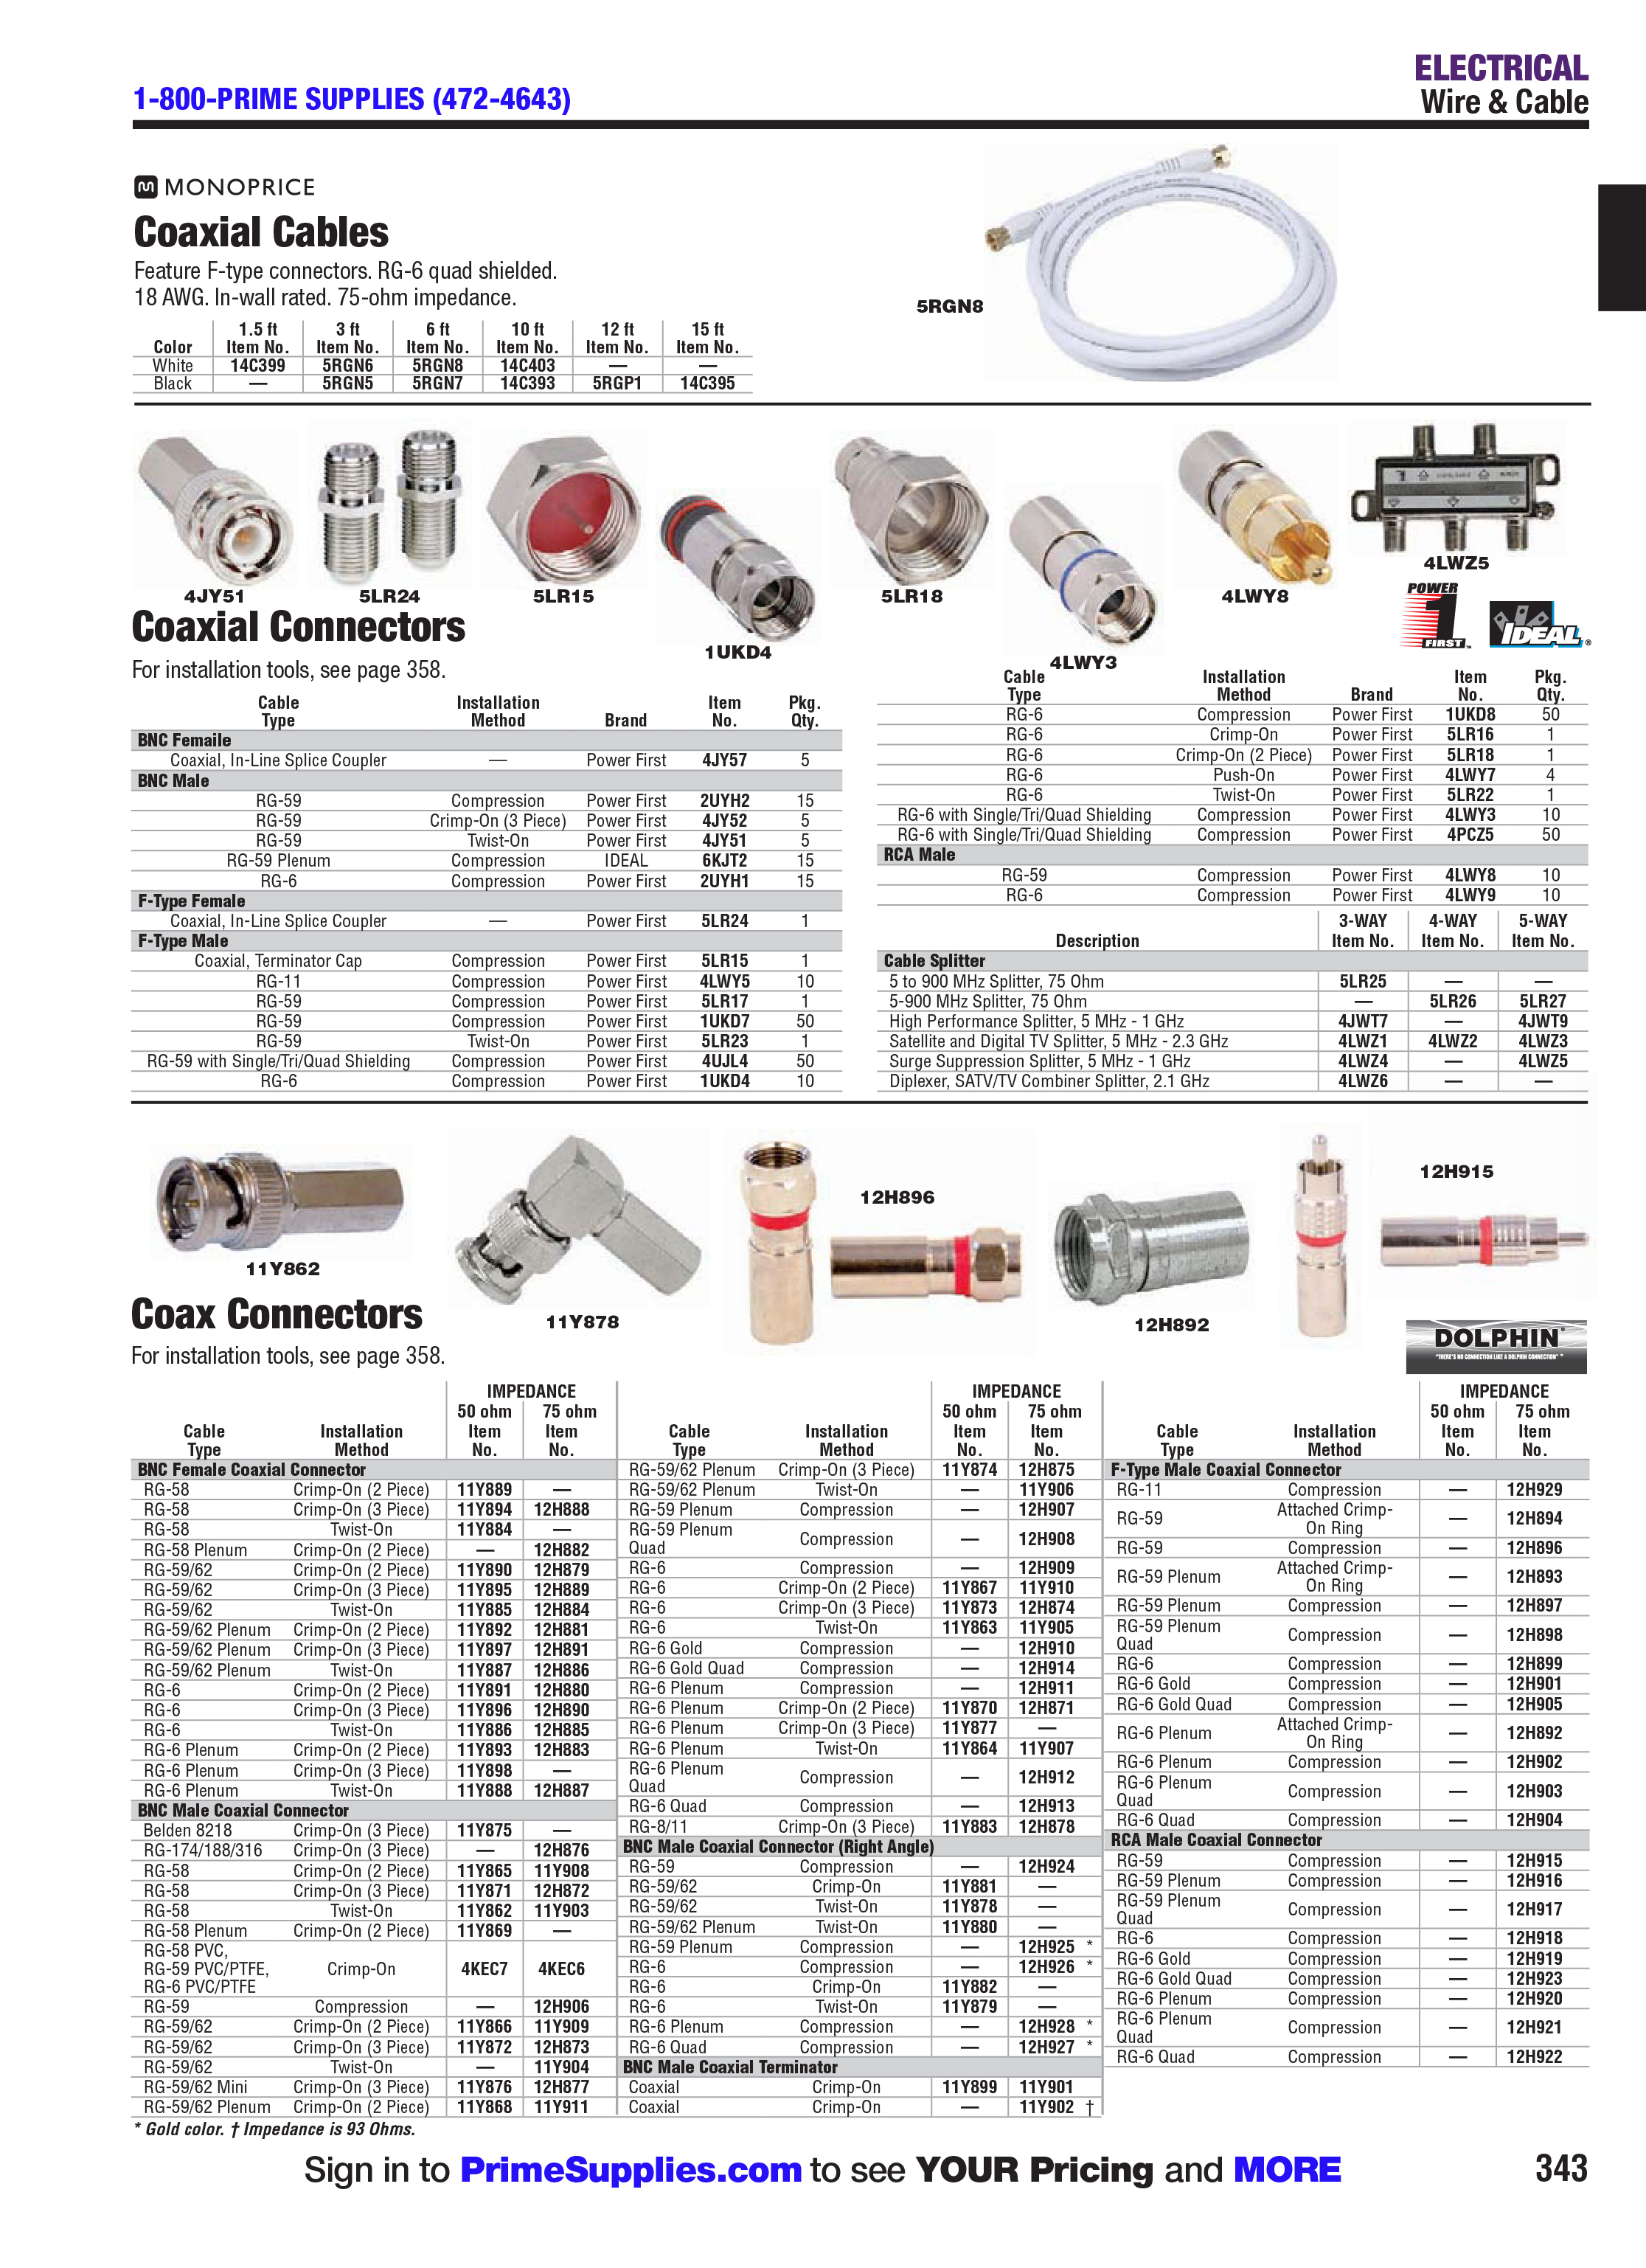 ELECTRICAL
1-800-PRIME SUPPLIES (472-4643)
Wire & Cable
MONOPRICE
Coaxial Cables
Feature F-type connectors. RG-6 quad shielded.
18 AWG. In-wall rated. 75-ohm impedance.
5RGN8
1.5 ft 3 ft 6 ft 10 ft 12 ft 15 ft
Color Item No. Item No. Item No. Item No. Item No. Item No.
White 14C399 5RGN6 5RGN8 14C403 — —
Black — 5RGN5 5RGN7 14C393 5RGP1 14C395
4JY51
5LR24
5LR15
1UKD4
5LR18
4LWY3
4LWY8
4LWZ5
POWER
1
FIRST
IDEAL
Coaxial Connectors
For installation tools, see page 358.
Cable Installation Item Pkg.
Type Method Brand No. Qty.
BNC Femaile
Coaxial, In-Line Splice Coupler — Power First 4JY57 5
BNC Male
RG-59 Compression Power First 2UYH2 15
RG-59 Crimp-On (3 Piece) Power First 4JY52 5
RG-59 Twist-On Power First 4JY51 5
RG-59 Plenum Compression IDEAL 6KJT2 15
RG-6 Compression Power First 2UYH1 15
F-Type Female
Coaxial, In-Line Splice Coupler — Power First 5LR24 1
F-Type Male
Coaxial, Terminator Cap Compression Power First 5LR15 1
RG-11 Compression Power First 4LWY5 10
RG-59 Compression Power First 5LR17 1
RG-59 Compression Power First 1UKD7 50
RG-59 Twist-On Power First 5LR23 1
RG-59 with Single/Tri/Quad Shielding Compression Power First 4UJL4 50
RG-6 Compression Power First 1UKD4 10
Cable Installation Item Pkg.
Type Method Brand No. Qty.
RG-6 Compression Power First 1UKD8 50
RG-6 Crimp-On Power First 5LR16 1
RG-6 Crimp-On (2 Piece) Power First 5LR18 1
RG-6 Push-On Power First 4LWY7 4
RG-6 Twist-On Power First 5LR22 1
RG-6 with Single/Tri/Quad Shielding Compression Power First 4LWY3 10
RG-6 with Single/Tri/Quad Shielding Compression Power First 4PCZ5 50
RCA Male
RG-59 Compression Power First 4LWY8 10
RG-6 Compression Power First 4LWY9 10
3-WAY 4-WAY 5-WAY
Description Item No. Item No. Item No.
Cable Splitter
5 to 900 MHz Splitter, 75 Ohm 5LR25 — —
5-900 MHz Splitter, 75 Ohm — 5LR26 5LR27
High Performance Splitter, 5 MHz - 1 GHz 4JWT7 — 4JWT9
Satellite and Digital TV Splitter, 5 MHz - 2.3 GHz 4LWZ1 4LWZ2 4LWZ3
Surge Suppression Splitter, 5 MHz - 1 GHz 4LWZ4 — 4LWZ5
Diplexer, SATV/TV Combiner Splitter, 2.1 GHz 4LWZ6 — —
11Y862
11Y878
12H896
12H892
12H915
Coax Connectors
For installation tools, see page 358.
DOLPHIN
"THERE'S NO CONNECTION LIKE A DOLPHIN CONNECTION"
IMPEDANCE
50 ohm 75 ohm
Cable Installation Item Item
Type Method No. No.
BNC Female Coaxial Connector
RG-58 Crimp-On (2 Piece) 11Y889 —
RG-58 Crimp-On (3 Piece) 11Y894 12H888
RG-58 Twist-On 11Y884 —
RG-58 Plenum Crimp-On (2 Piece) — 12H882
RG-59/62 Crimp-On (2 Piece) 11Y890 12H879
RG-59/62 Crimp-On (3 Piece) 11Y895 12H889
RG-59/62 Twist-On 11Y885 12H884
RG-59/62 Plenum Crimp-On (2 Piece) 11Y892 12H881
RG-59/62 Plenum Crimp-On (3 Piece) 11Y897 12H891
RG-59/62 Plenum Twist-On 11Y887 12H886
RG-6 Crimp-On (2 Piece) 11Y891 12H880
RG-6 Crimp-On (3 Piece) 11Y896 12H890
RG-6 Twist-On 11Y886 12H885
RG-6 Plenum Crimp-On (2 Piece) 11Y893 12H883
RG-6 Plenum Crimp-On (3 Piece) 11Y898 —
RG-6 Plenum Twist-On 11Y888 12H887
BNC Male Coaxial Connector
Belden 8218 Crimp-On (3 Piece) 11Y875 —
RG-174/188/316 Crimp-On (3 Piece) — 12H876
RG-58 Crimp-On (2 Piece) 11Y865 11Y908
RG-58 Crimp-On (3 Piece) 11Y871 12H872
RG-58 Twist-On 11Y862 11Y903
RG-58 Plenum Crimp-On (2 Piece) 11Y869 —
RG-58 PVC,
RG-59 PVC/PTFE, Crimp-On 4KEC7 4KEC6
RG-6 PVC/PTFE
RG-59 Compression — 12H906
RG-59/62 Crimp-On (2 Piece) 11Y866 11Y909
RG-59/62 Crimp-On (3 Piece) 11Y872 12H873
RG-59/62 Twist-On — 11Y904
RG-59/62 Mini Crimp-On (3 Piece) 11Y876 12H877
RG-59/62 Plenum Crimp-On (2 Piece) 11Y868 11Y911
IMPEDANCE
50 ohm 75 ohm
Cable Installation Item Item
Type Method No. No.
RG-59/62 Plenum Crimp-On (3 Piece) 11Y874 12H875
RG-59/62 Plenum Twist-On — 11Y906
RG-59 Plenum Compression — 12H907
RG-59 Plenum
Quad Compression — 12H908
RG-6 Compression — 12H909
RG-6 Crimp-On (2 Piece) 11Y867 11Y910
RG-6 Crimp-On (3 Piece) 11Y873 12H874
RG-6 Twist-On 11Y863 11Y905
RG-6 Gold Compression — 12H910
RG-6 Gold Quad Compression — 12H914
RG-6 Plenum Compression — 12H911
RG-6 Plenum Crimp-On (2 Piece) 11Y870 12H871
RG-6 Plenum Crimp-On (3 Piece) 11Y877 —
RG-6 Plenum Twist-On 11Y864 11Y907
RG-6 Plenum
Quad Compression — 12H912
RG-6 Quad Compression — 12H913
RG-8/11 Crimp-On (3 Piece) 11Y883 12H878
BNC Male Coaxial Connector (Right Angle)
RG-59 Compression — 12H924
RG-59/62 Crimp-On 11Y881 —
RG-59/62 Twist-On 11Y878 —
RG-59/62 Plenum Twist-On 11Y880 —
RG-59 Plenum Compression — 12H925 *
RG-6 Compression — 12H926 *
RG-6 Crimp-On 11Y882 —
RG-6 Twist-On 11Y879 —
RG-6 Plenum Compression — 12H928 *
RG-6 Quad Compression — 12H927 *
BNC Male Coaxial Terminator
Coaxial Crimp-On 11Y899 11Y901
Coaxial Crimp-On — 11Y902 †
IMPEDANCE
50 ohm 75 ohm
Cable Installation Item Item
Type Method No. No.
F-Type Male Coaxial Connector
RG-11 Compression — 12H929
RG-59 Attached Crimp-
On Ring — 12H894
RG-59 Compression — 12H896
RG-59 Plenum Attached Crimp-
On Ring — 12H893
RG-59 Plenum Compression — 12H897
RG-59 Plenum
Quad Compression — 12H898
RG-6 Compression — 12H899
RG-6 Gold Compression — 12H901
RG-6 Gold Quad Compression — 12H905
RG-6 Plenum Attached Crimp-
On Ring — 12H892
RG-6 Plenum Compression — 12H902
RG-6 Plenum
Quad Compression — 12H903
RG-6 Quad Compression — 12H904
RCA Male Coaxial Connector
RG-59 Compression — 12H915
RG-59 Plenum Compression — 12H916
RG-59 Plenum
Quad Compression — 12H917
RG-6 Compression — 12H918
RG-6 Gold Compression — 12H919
RG-6 Gold Quad Compression — 12H923
RG-6 Plenum Compression — 12H920
RG-6 Plenum
Quad Compression — 12H921
RG-6 Quad Compression — 12H922
* Gold color. † Impedance is 93 Ohms.
Sign in to PrimeSupplies.com to see YOUR Pricing and MORE
343